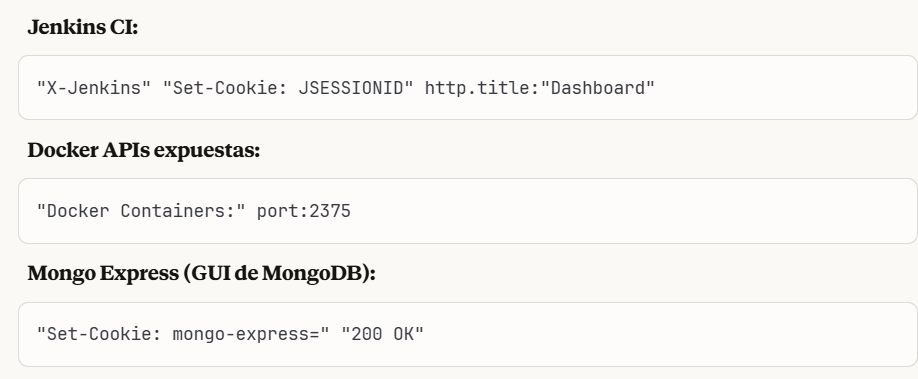 Jenkins CI:
"X-Jenkins" "Set-Cookie: JSESSIONID" http.title:"Dashboard"
Docker APIs expuestas:
"Docker Containers:" port:2375
Mongo Express (GUI de MongoDB):
"Set-Cookie: mongo-express=" "200 OK"